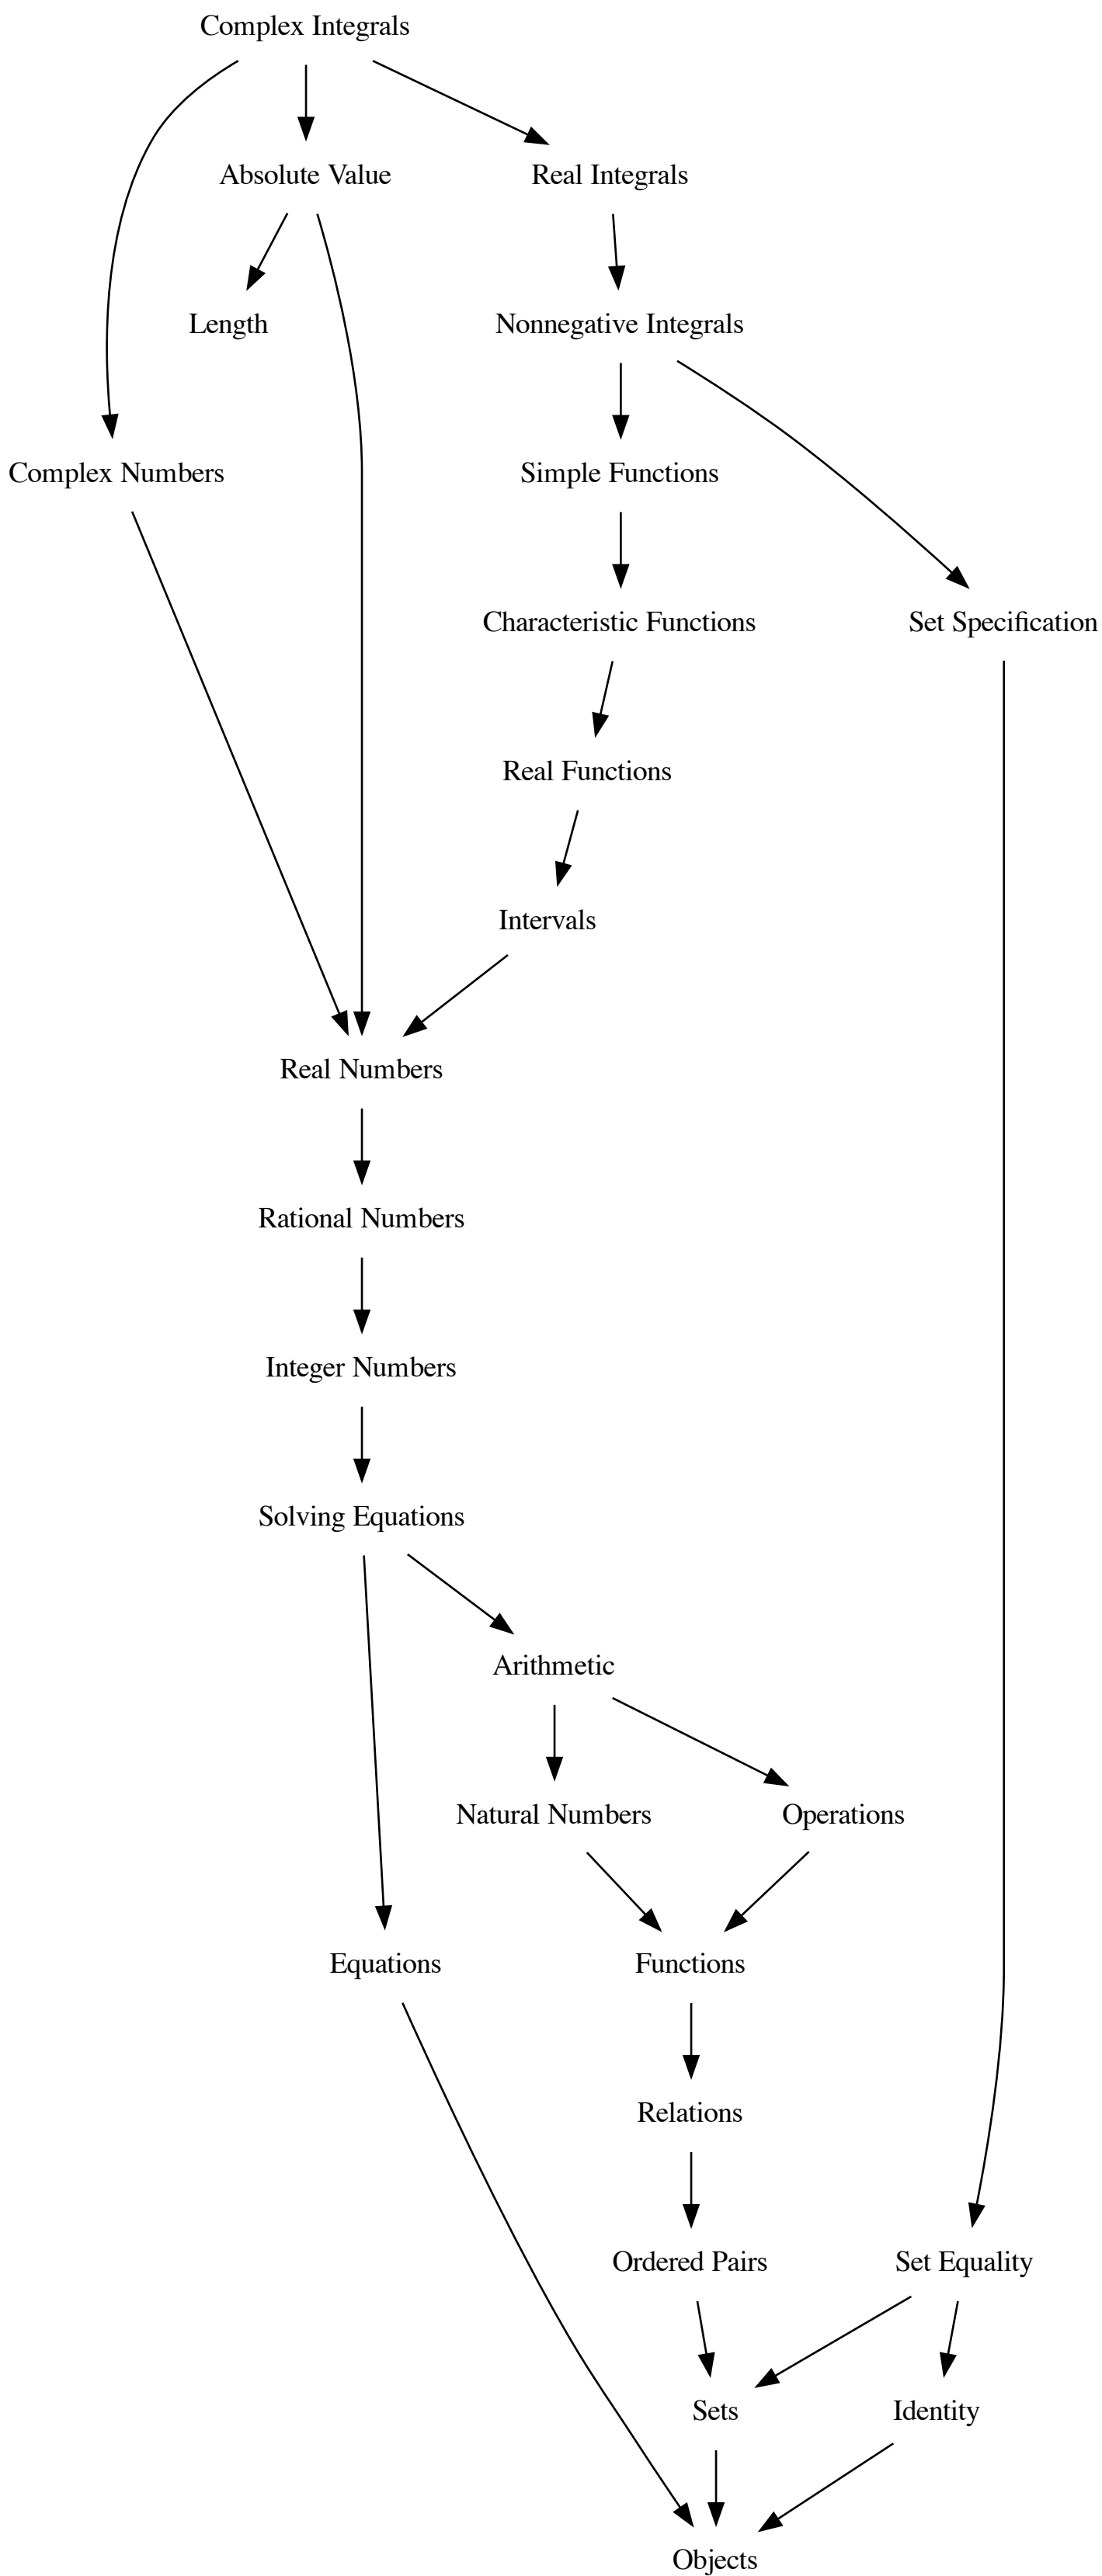 Complex Integrals
Absolute Value
Real Integrals
Length
Nonnegative Integrals
Complex Numbers
Simple Functions
Characteristic Functions
Set Specification
Real Functions
Intervals
Real Numbers
Rational Numbers
Integer Numbers
Solving Equations
Arithmetic
Natural Numbers
Operations
Equations
Functions
Relations
Ordered Pairs
Set Equality
Sets
Identity
Objects